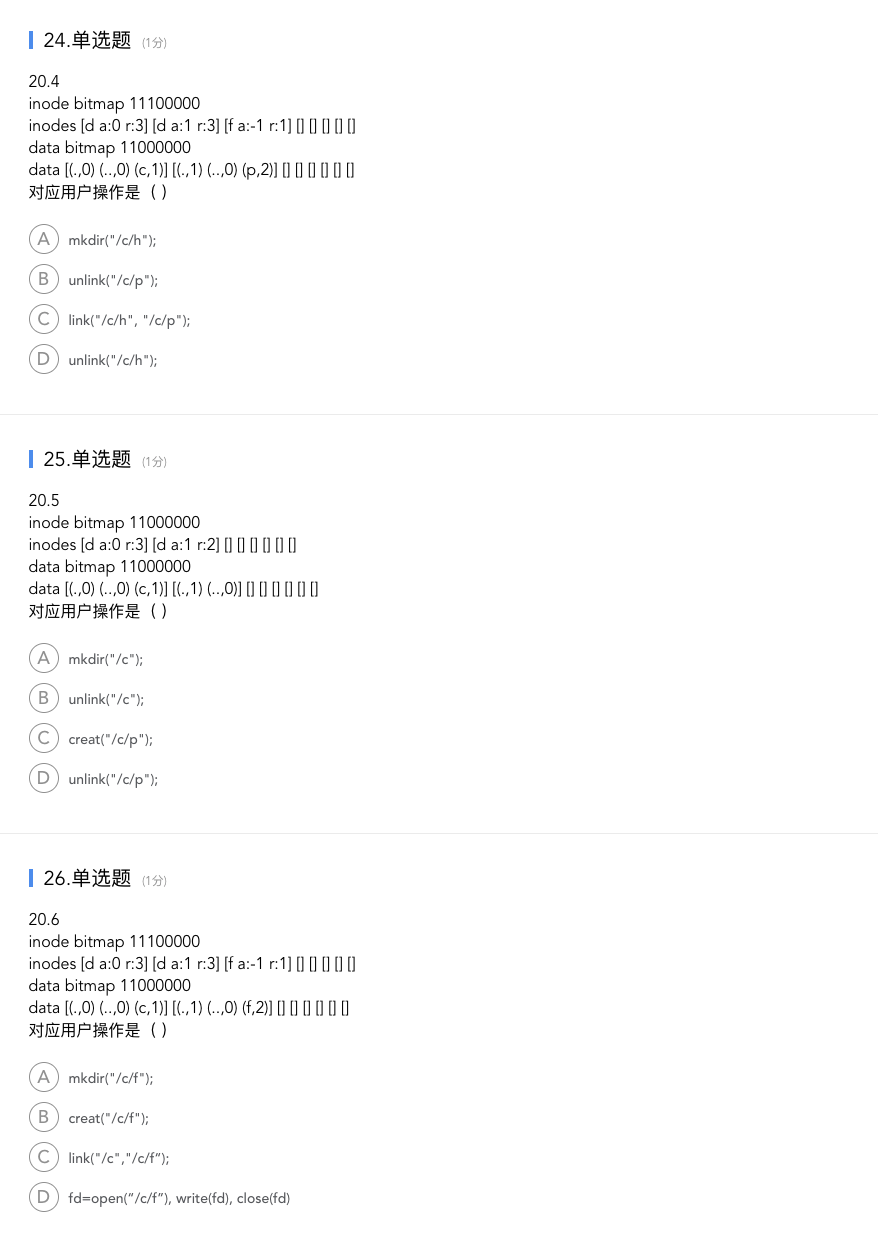 24.单选题 (1分)
20.4
inode bitmap 11100000
inodes [d a:0 r:3] [d a:1 r:3] [f a:-1 r:1] [] [] [] [] []
data bitmap 11000000
data [(.,0) (..,0) (c,1)] [(.,1) (..,0) (p,2)] [] [] [] [] [] []
对应用户操作是（ ）
A mkdir("/c/h");
B unlink("/c/p");
C link("/c/h", "/c/p");
D unlink("/c/h");
25.单选题 (1分)
20.5
inode bitmap 11000000
inodes [d a:0 r:3] [d a:1 r:2] [] [] [] [] [] []
data bitmap 11000000
data [(.,0) (..,0) (c,1)] [(.,1) (..,0)] [] [] [] [] [] []
对应用户操作是（ ）
A mkdir("/c");
B unlink("/c");
C creat("/c/p");
D unlink("/c/p");
26.单选题 (1分)
20.6
inode bitmap 11100000
inodes [d a:0 r:3] [d a:1 r:3] [f a:-1 r:1] [] [] [] [] []
data bitmap 11000000
data [(.,0) (..,0) (c,1)] [(.,1) (..,0) (f,2)] [] [] [] [] [] []
对应用户操作是（ ）
A mkdir("/c/f");
B creat("/c/f");
C link("/c","/c/f”);
D fd=open(”/c/f”), write(fd), close(fd)